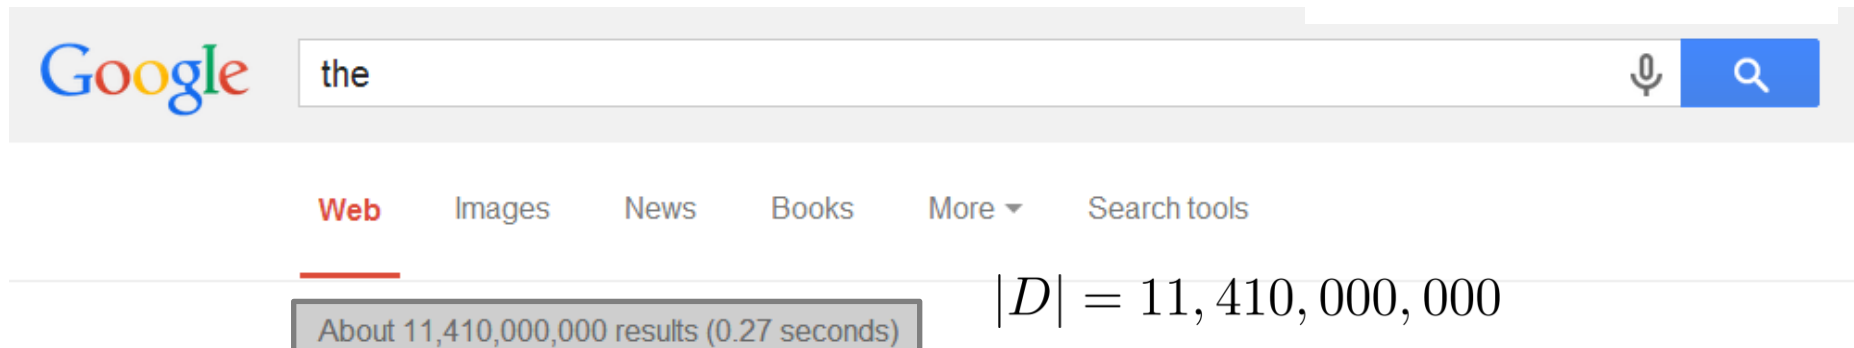 Google the
Web Images News Books More Search tools
|D| = 11, 410, 000, 000
About 11,410,000,000 results (0.27 seconds)